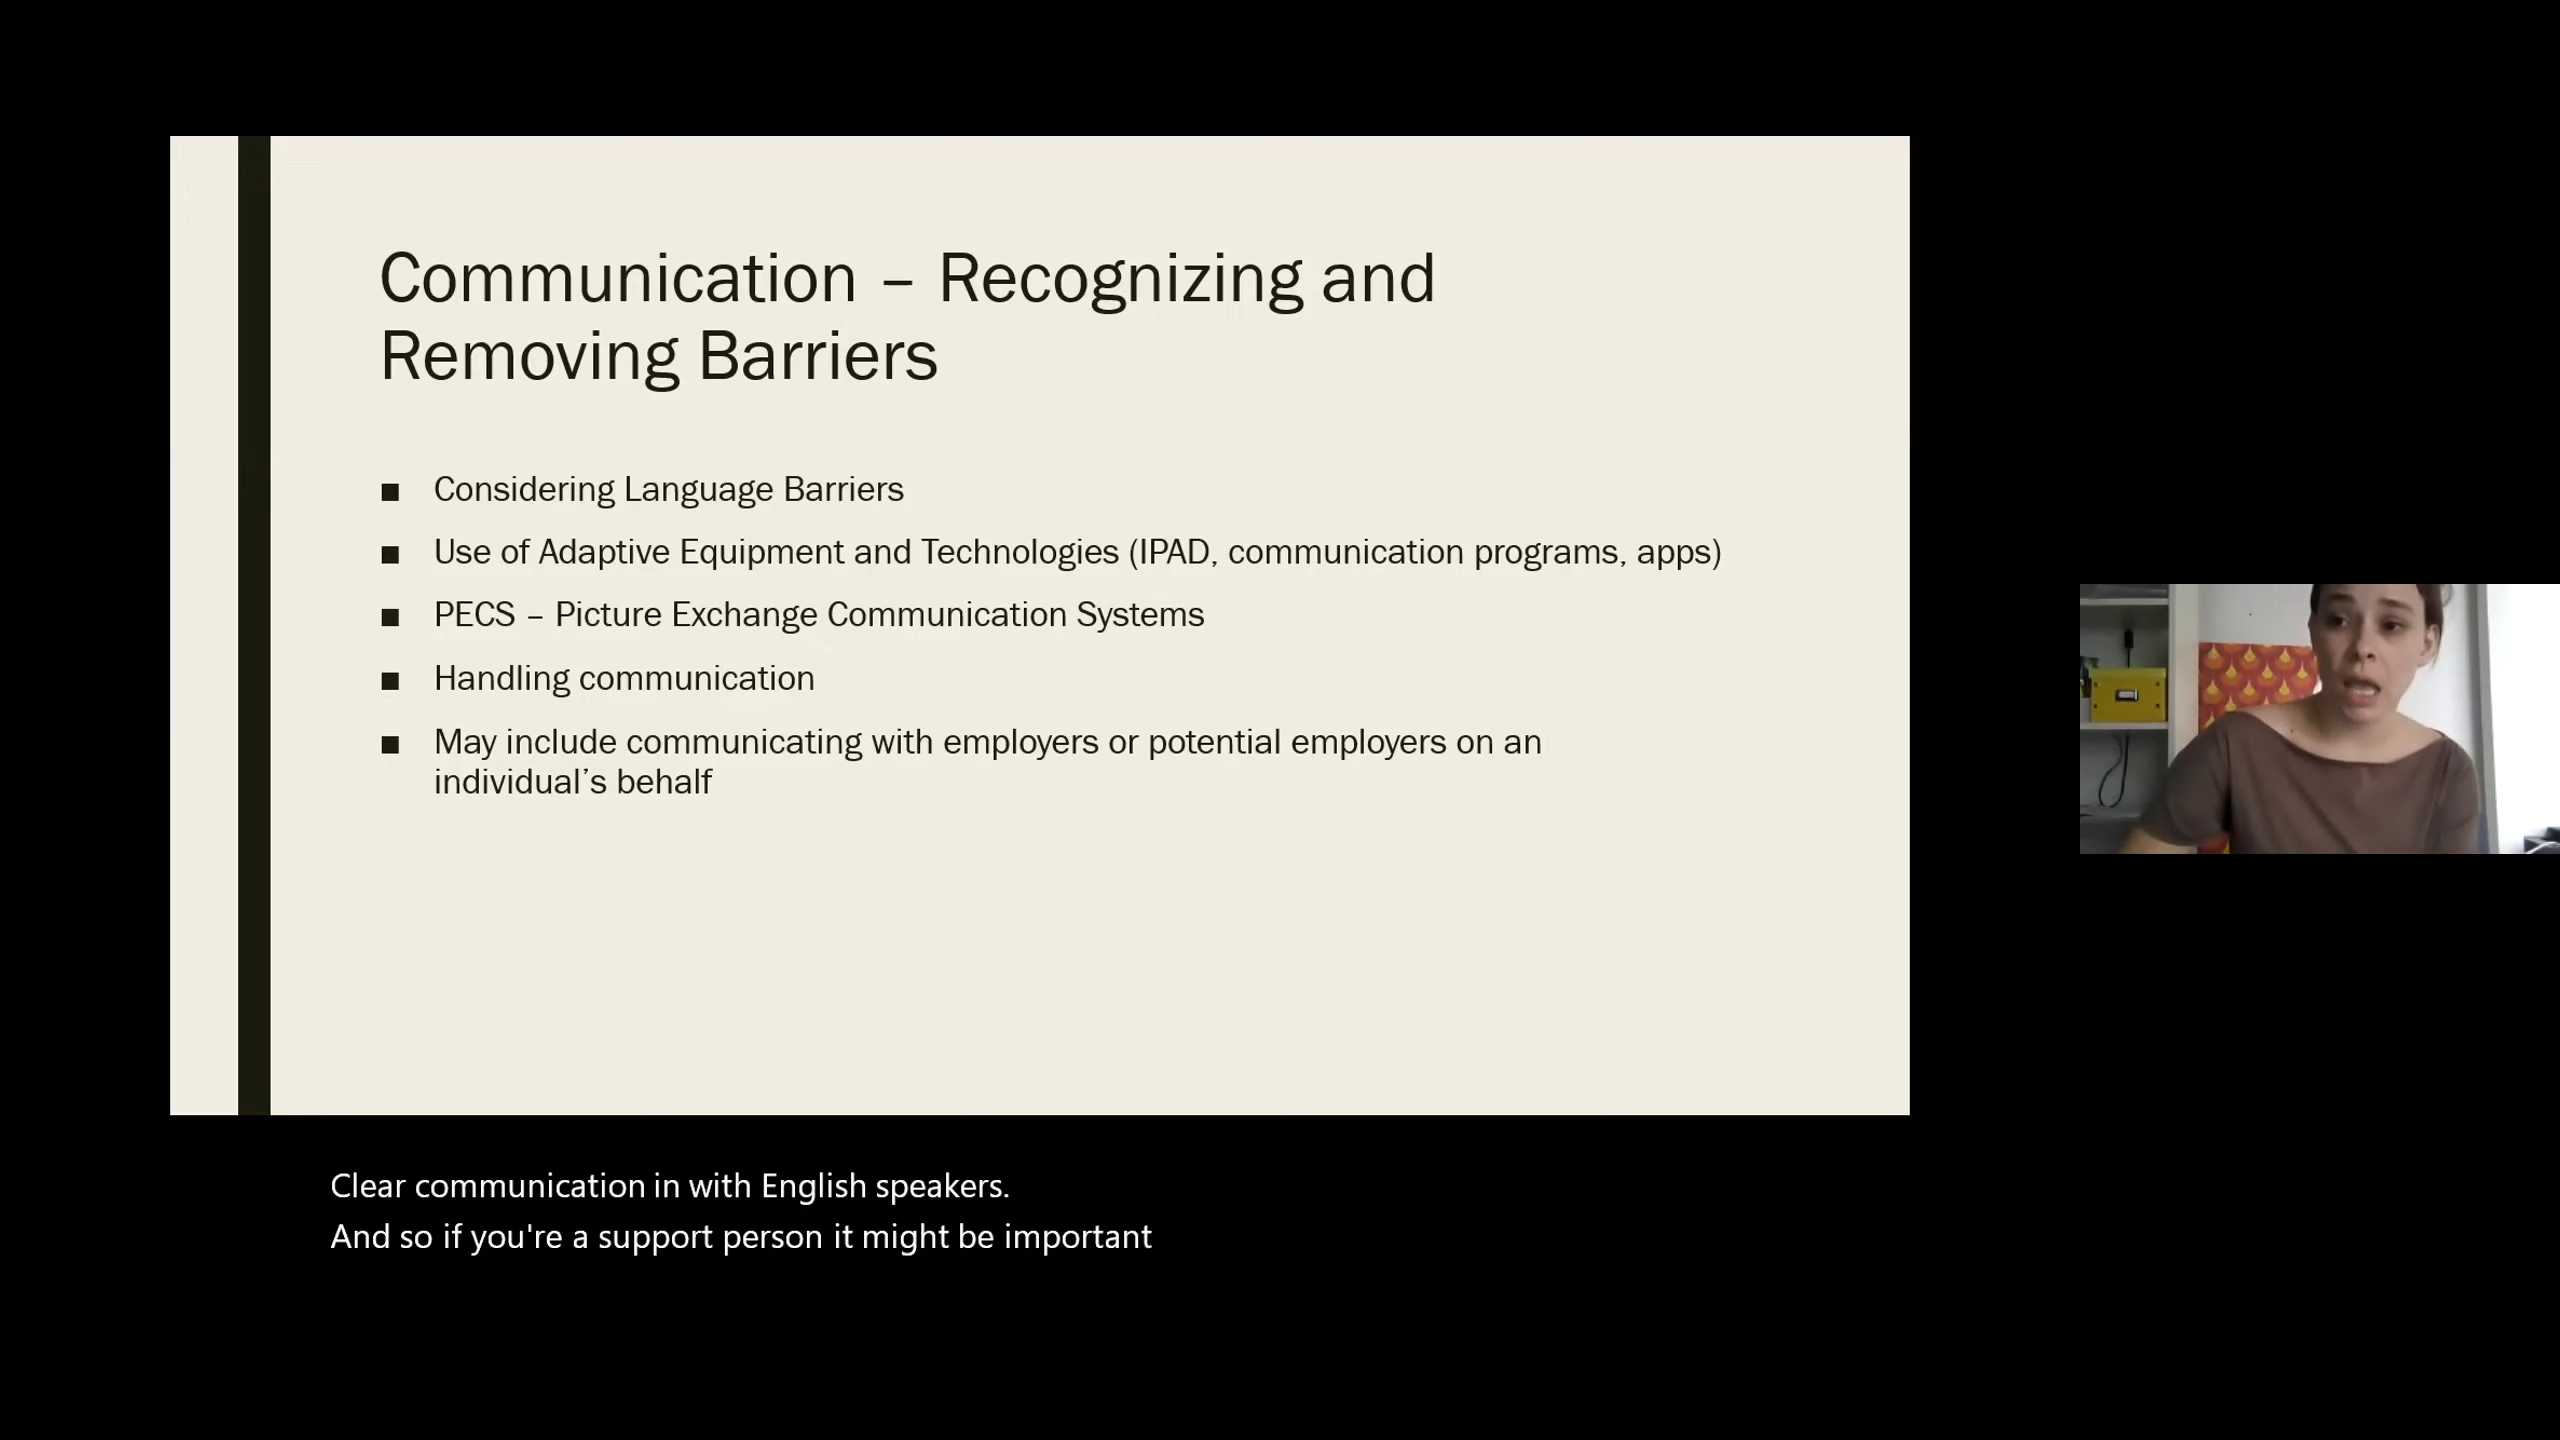 Communication – Recognizing and
Removing Barriers
■ Considering Language Barriers
■ Use of Adaptive Equipment and Technologies (IPAD, communication programs, apps)
■ PECS – Picture Exchange Communication Systems
■ Handling communication
■ May include communicating with employers or potential employers on an
individual’s behalf
Clear communication in with English speakers.
And so if you're a support person it might be important